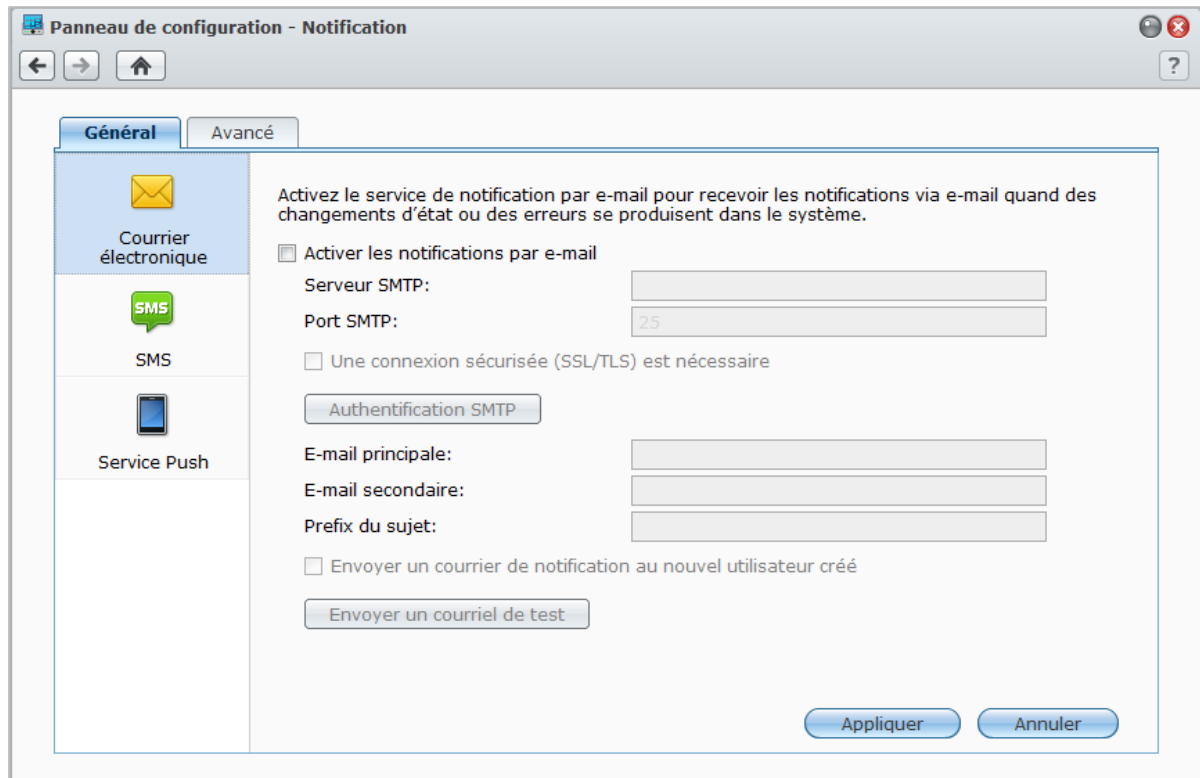 Panneau de configuration - Notification
?
Général
Avancé
Courrier
électronique
SMS
SMS
Service Push
Activez le service de notification par e-mail pour recevoir les notifications via e-mail quand des
changements d'état ou des erreurs se produisent dans le système.
Activer les notifications par e-mail
Serveur SMTP:
Port SMTP:
25
Une connexion sécurisée (SSL/TLS) est nécessaire
Authentification SMTP
E-mail principale:
E-mail secondaire:
Prefix du sujet:
Envoyer un courrier de notification au nouvel utilisateur créé
Envoyer un courriel de test
Appliquer
Annuler